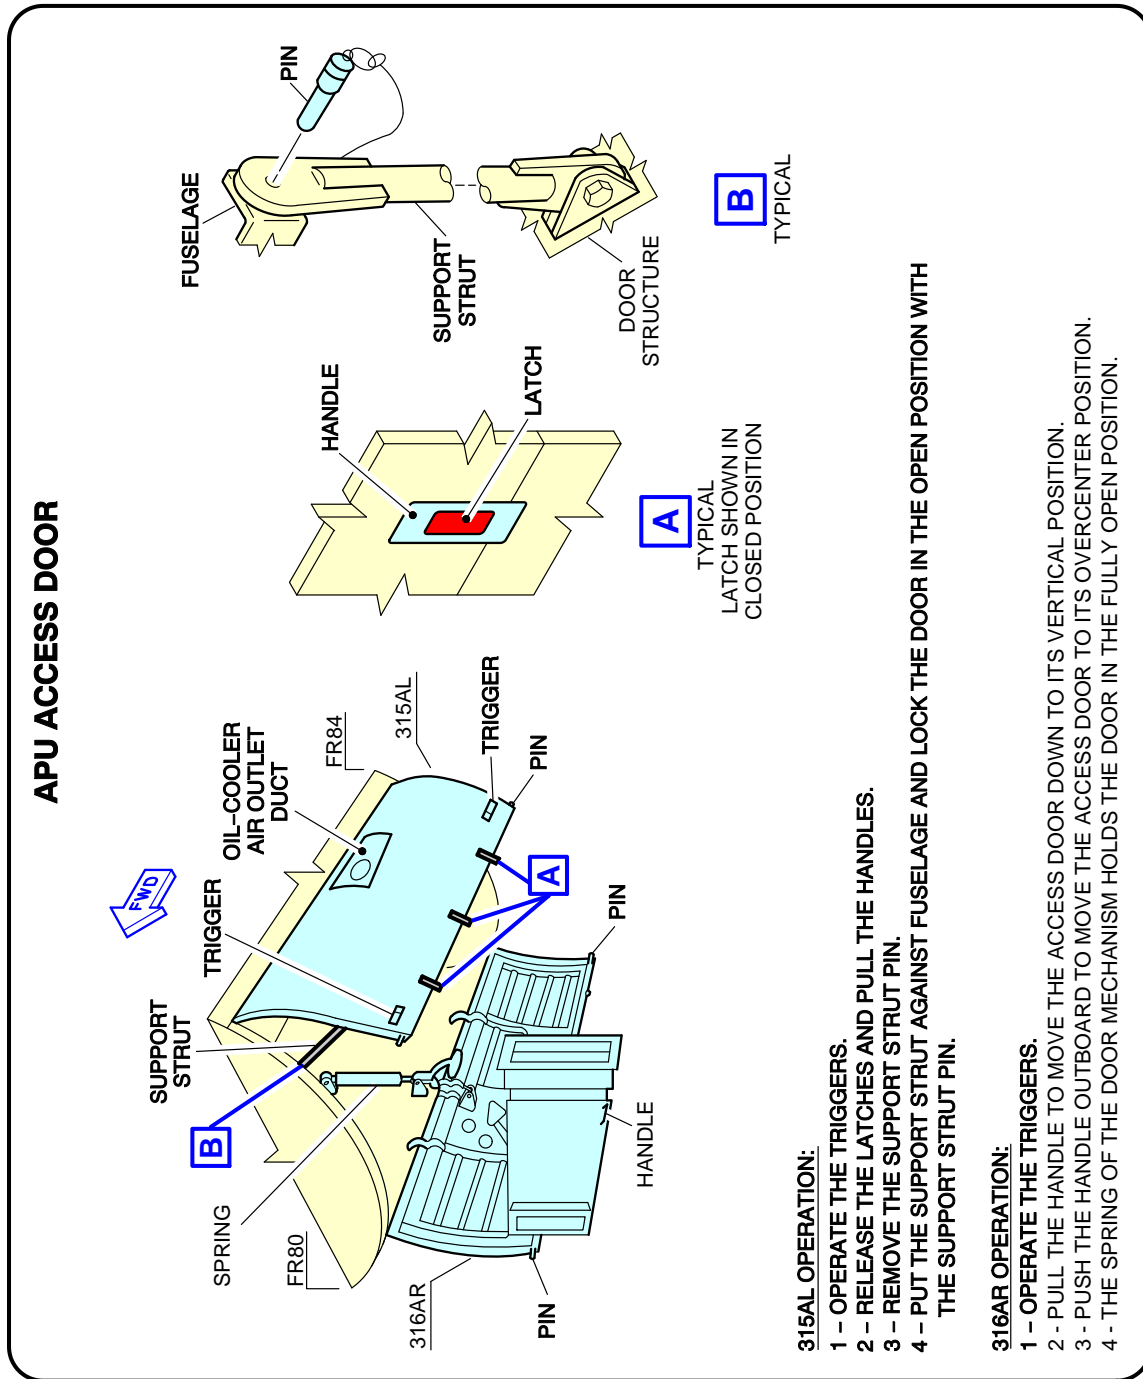 APU ACCESS DOOR
FWD
B
SUPPORT
STRUT
TRIGGER
OIL–COOLER
AIR OUTLET
DUCT
FR84
315AL
TRIGGER
PIN
A
PIN
SPRING
FR80
316AR
PIN
HANDLE
HANDLE
LATCH
A
TYPICAL
LATCH SHOWN IN
CLOSED POSITION
FUSELAGE
PIN
SUPPORT
STRUT
DOOR
STRUCTURE
B
TYPICAL
315AL OPERATION:
1 – OPERATE THE TRIGGERS.
2 – RELEASE THE LATCHES AND PULL THE HANDLES.
3 – REMOVE THE SUPPORT STRUT PIN.
4 – PUT THE SUPPORT STRUT AGAINST FUSELAGE AND LOCK THE DOOR IN THE OPEN POSITION WITH
THE SUPPORT STRUT PIN.
316AR OPERATION:
1 – OPERATE THE TRIGGERS.
2 - PULL THE HANDLE TO MOVE THE ACCESS DOOR DOWN TO ITS VERTICAL POSITION.
3 - PUSH THE HANDLE OUTBOARD TO MOVE THE ACCESS DOOR TO ITS OVERCENTER POSITION.
4 - THE SPRING OF THE DOOR MECHANISM HOLDS THE DOOR IN THE FULLY OPEN POSITION.